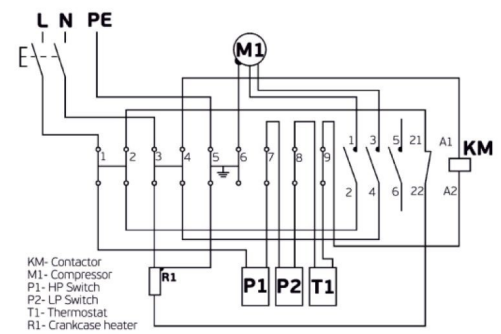 L N PE
M1
1 2 3 4 5 6 7 8 9 1 3 5 21 A1
KM
2 4 6 22 A2
R1 P1 P2 T1
KM- Contactor
M1- Compressor
P1- HP Switch
P2- LP Switch
T1- Thermostat
R1- Crankcase heater